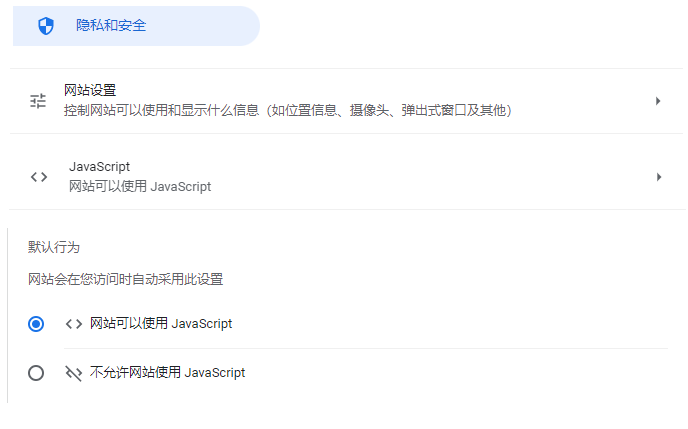 隐私和安全
网站设置
控制网站可以使用和显示什么信息（如位置信息、摄像头、弹出式窗口及其他）
JavaScript
网站可以使用 JavaScript
默认行为
网站会在您访问时自动采用此设置
网站可以使用 JavaScript
不允许网站使用 JavaScript